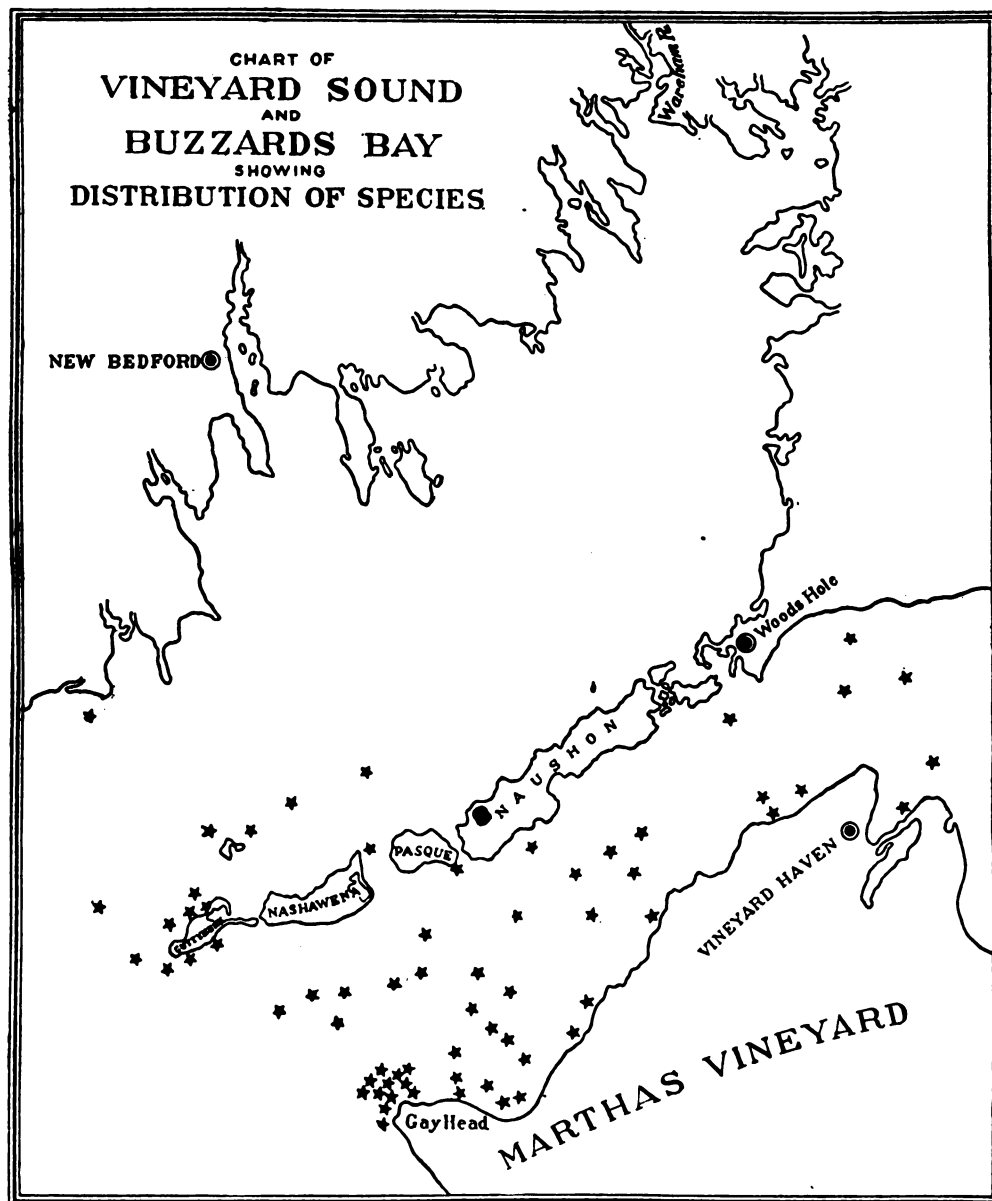 CHART OF
VINEYARD SOUND
AND
BUZZARDS BAY
SHOWING
DISTRIBUTION OF SPECIES
Wareham R.
NEW BEDFORD
Woods Hole
NAUSHON
PASQUE
NASHAWENA
VINEYARD HAVEN
MARTHAS VINEYARD
Gay Head